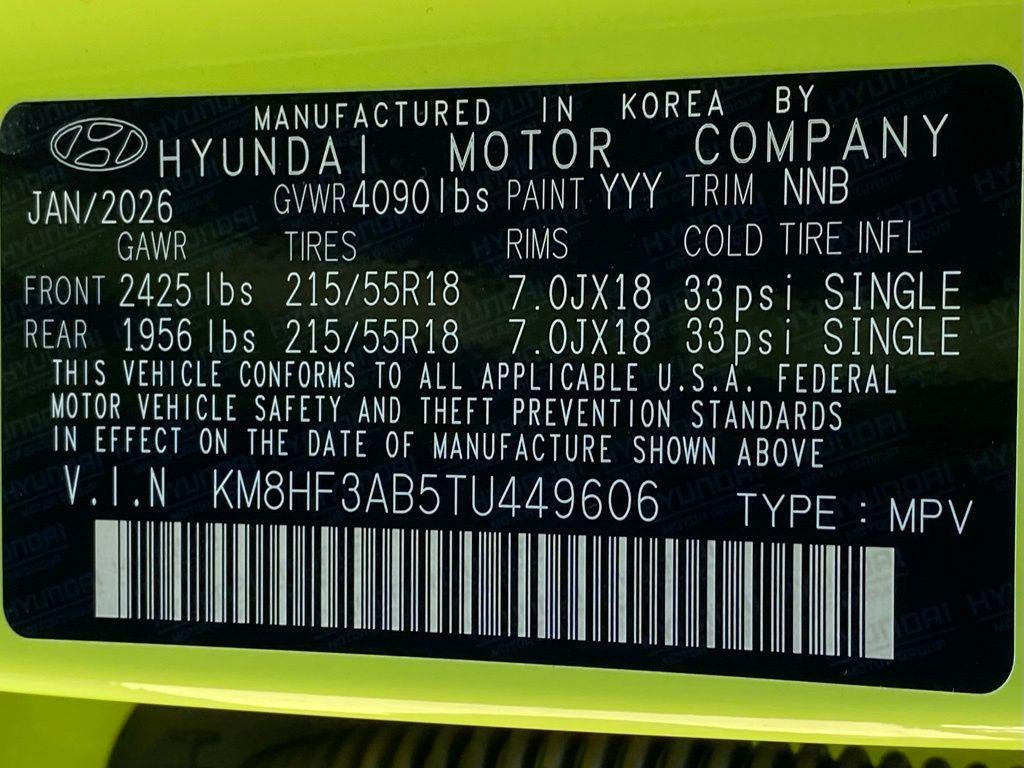 MANUFACTURED IN KOREA BY
HYUNDAI MOTOR COMPANY
JAN/2026 GVWR 4090lbs PAINT YYY TRIM NNB
GAWR TIRES RIMS COLD TIRE INFL
FRONT 2425 lbs 215/55R18 7.0JX18 33psi SINGLE
REAR 1956 lbs 215/55R18 7.0JX18 33psi SINGLE
THIS VEHICLE CONFORMS TO ALL APPLICABLE U.S.A. FEDERAL
MOTOR VEHICLE SAFETY AND THEFT PREVENTION STANDARDS
IN EFFECT ON THE DATE OF MANUFACTURE SHOWN ABOVE
V.I.N KM8HF3AB5TU449606 TYPE : MPV